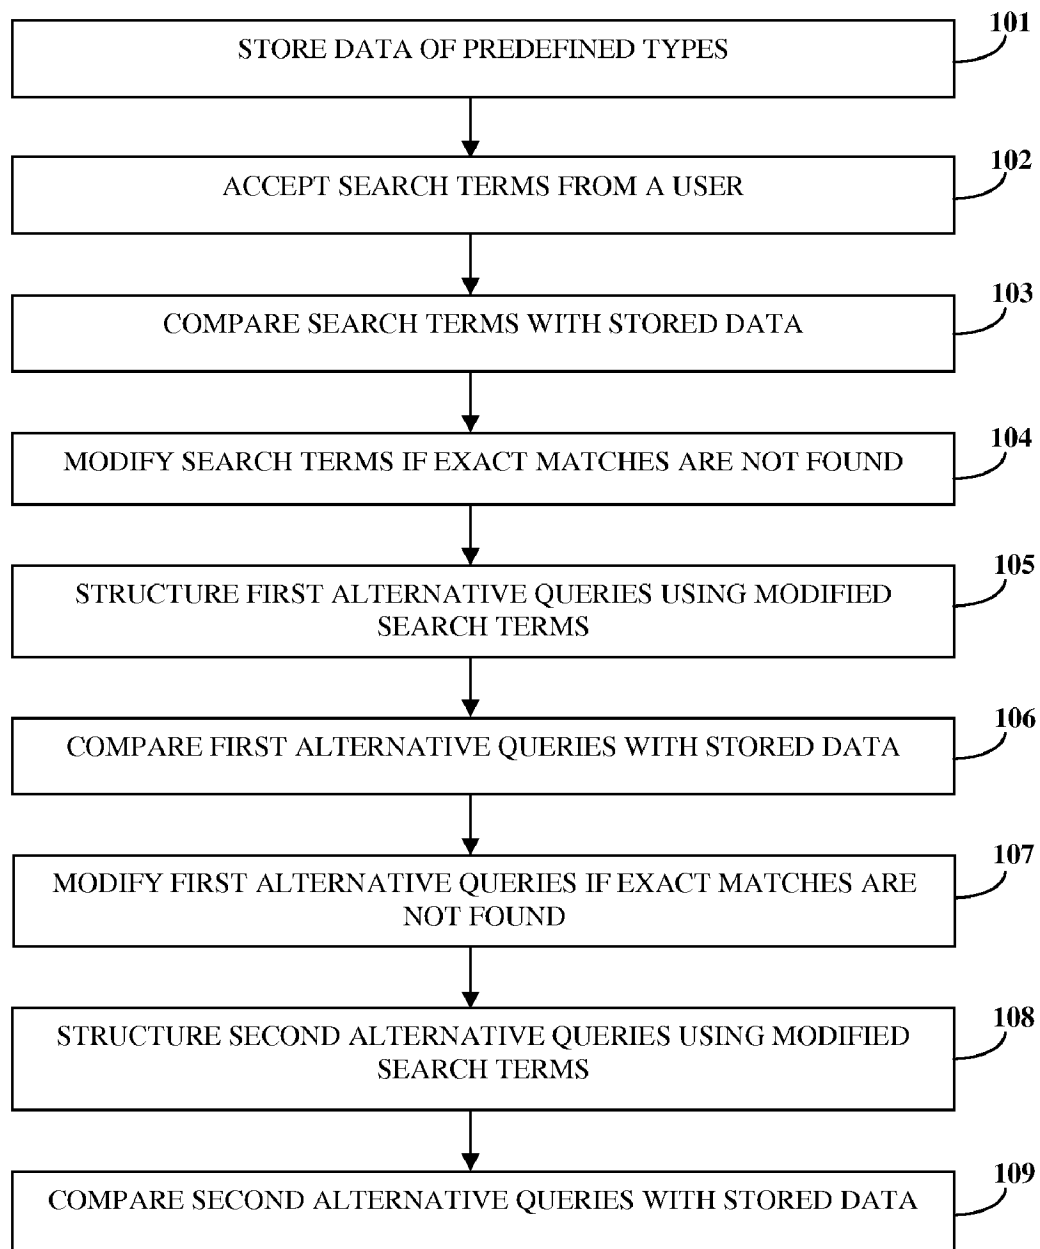 101
STORE DATA OF PREDEFINED TYPES
102
ACCEPT SEARCH TERMS FROM A USER
103
COMPARE SEARCH TERMS WITH STORED DATA
104
MODIFY SEARCH TERMS IF EXACT MATCHES ARE NOT FOUND
105
STRUCTURE FIRST ALTERNATIVE QUERIES USING MODIFIED
SEARCH TERMS
106
COMPARE FIRST ALTERNATIVE QUERIES WITH STORED DATA
107
MODIFY FIRST ALTERNATIVE QUERIES IF EXACT MATCHES ARE
NOT FOUND
108
STRUCTURE SECOND ALTERNATIVE QUERIES USING MODIFIED
SEARCH TERMS
109
COMPARE SECOND ALTERNATIVE QUERIES WITH STORED DATA